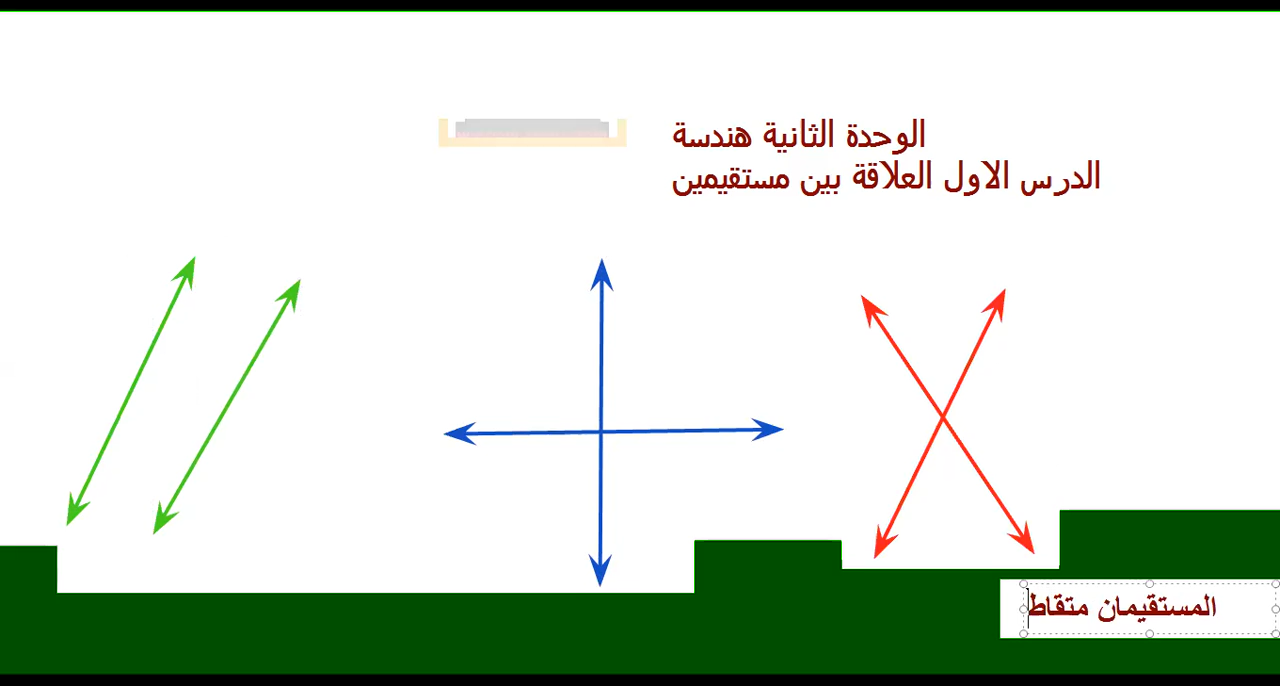 الوحدة الثانية هندسة
الدرس الاول العلاقة بين مستقيمين
المستقيمان متقاط